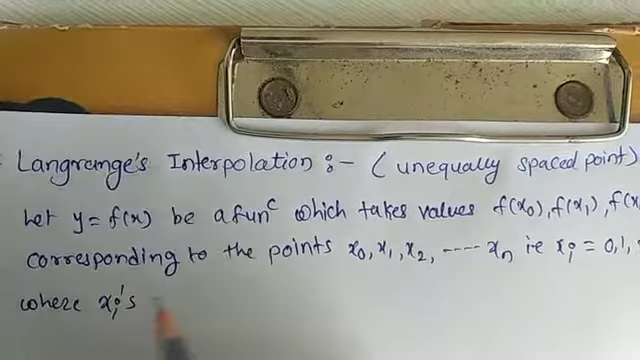 Langrange's Interpolation :- (unequally spaced point)
Let y = f(x) be a funᶜ which takes values f(x₀), f(x₁), f(x
corresponding to the points x₀, x₁, x₂, ---- xₙ ie xᵢ = 0, 1,
where xᵢ's